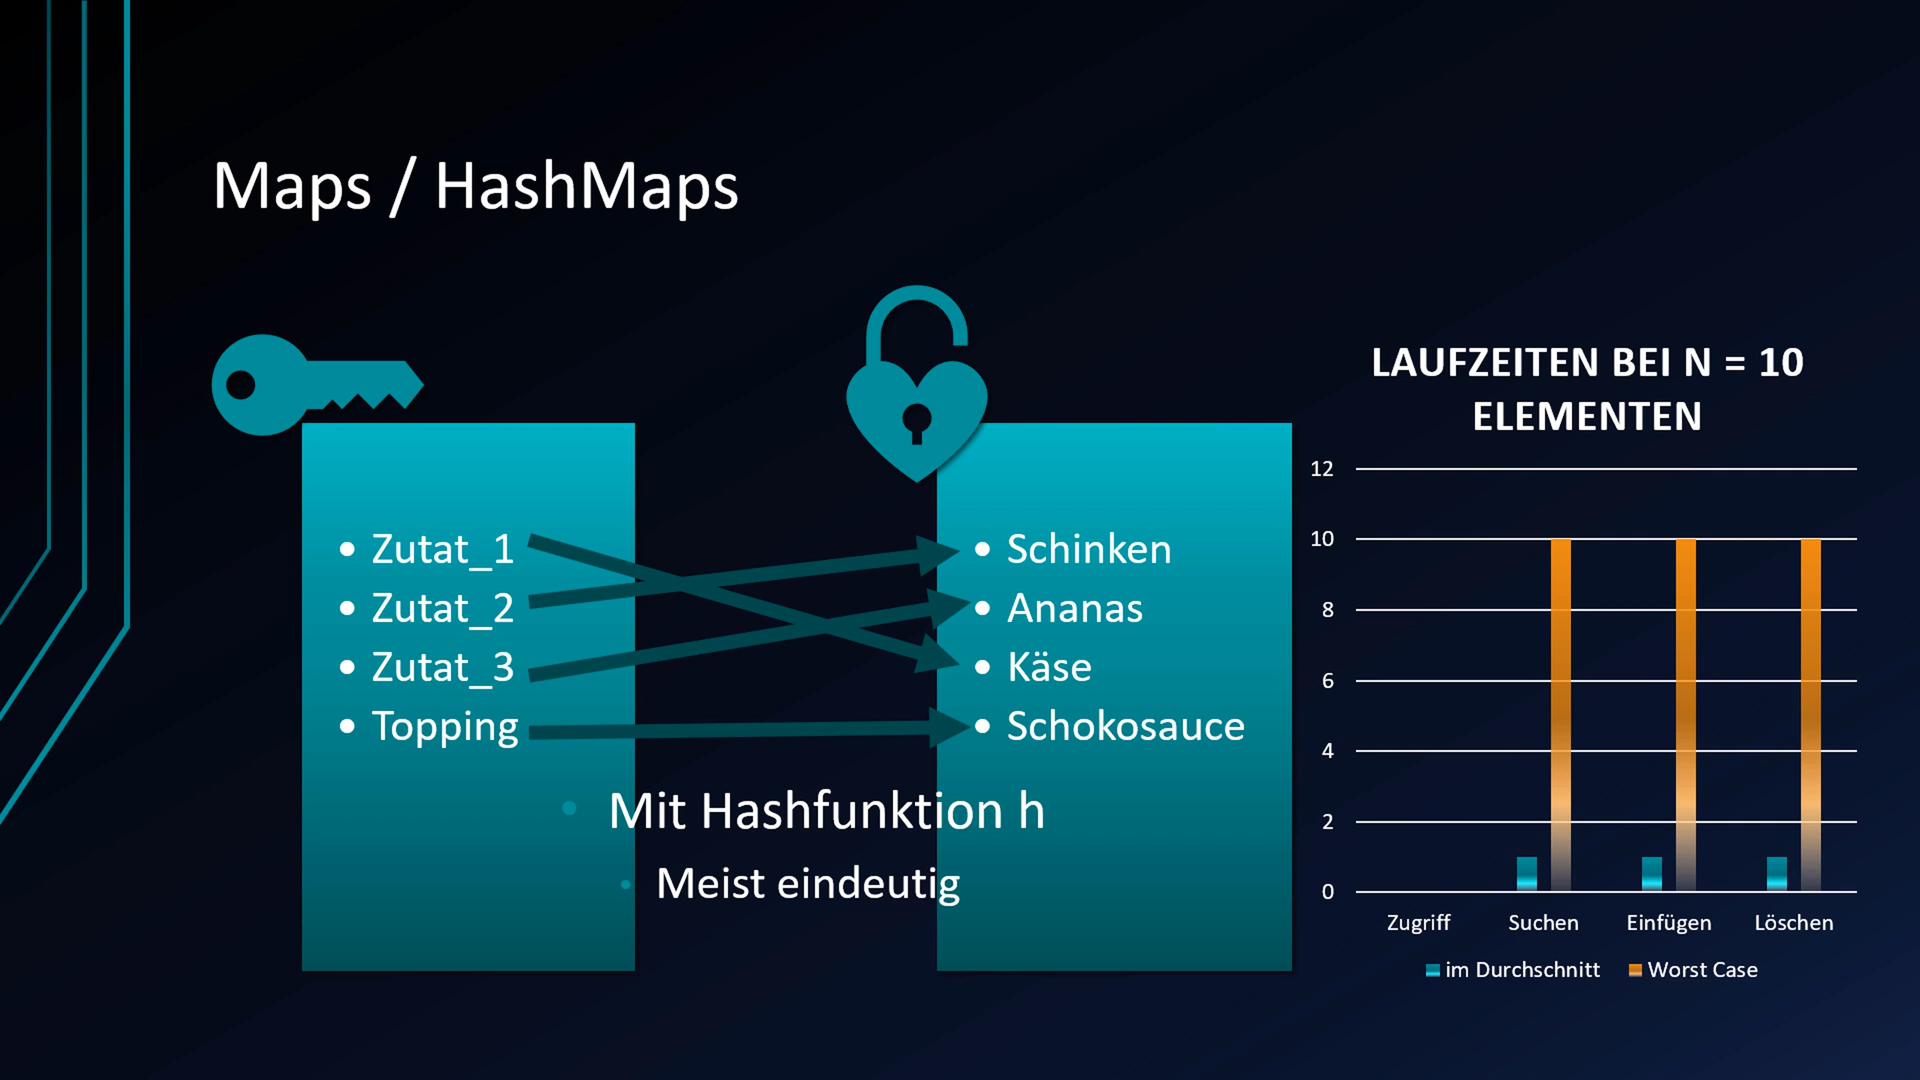 Maps / HashMaps
Zutat_1
Zutat_2
Zutat_3
Topping
Schinken
Ananas
Käse
Schokosauce
Mit Hashfunktion h
Meist eindeutig
LAUFZEITEN BEI N = 10
ELEMENTEN
12
10
8
6
4
2
0
Zugriff Suchen Einfügen Löschen
im Durchschnitt Worst Case